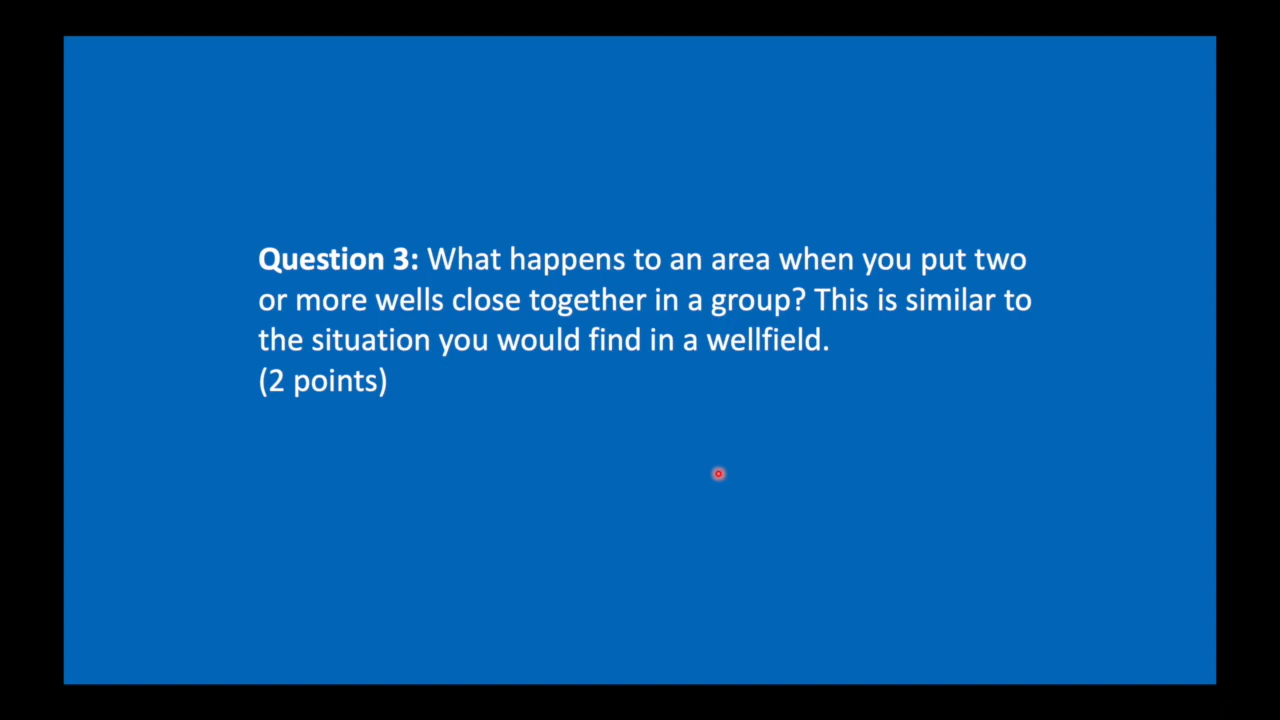 Question 3: What happens to an area when you put two
or more wells close together in a group? This is similar to
the situation you would find in a wellfield.
(2 points)